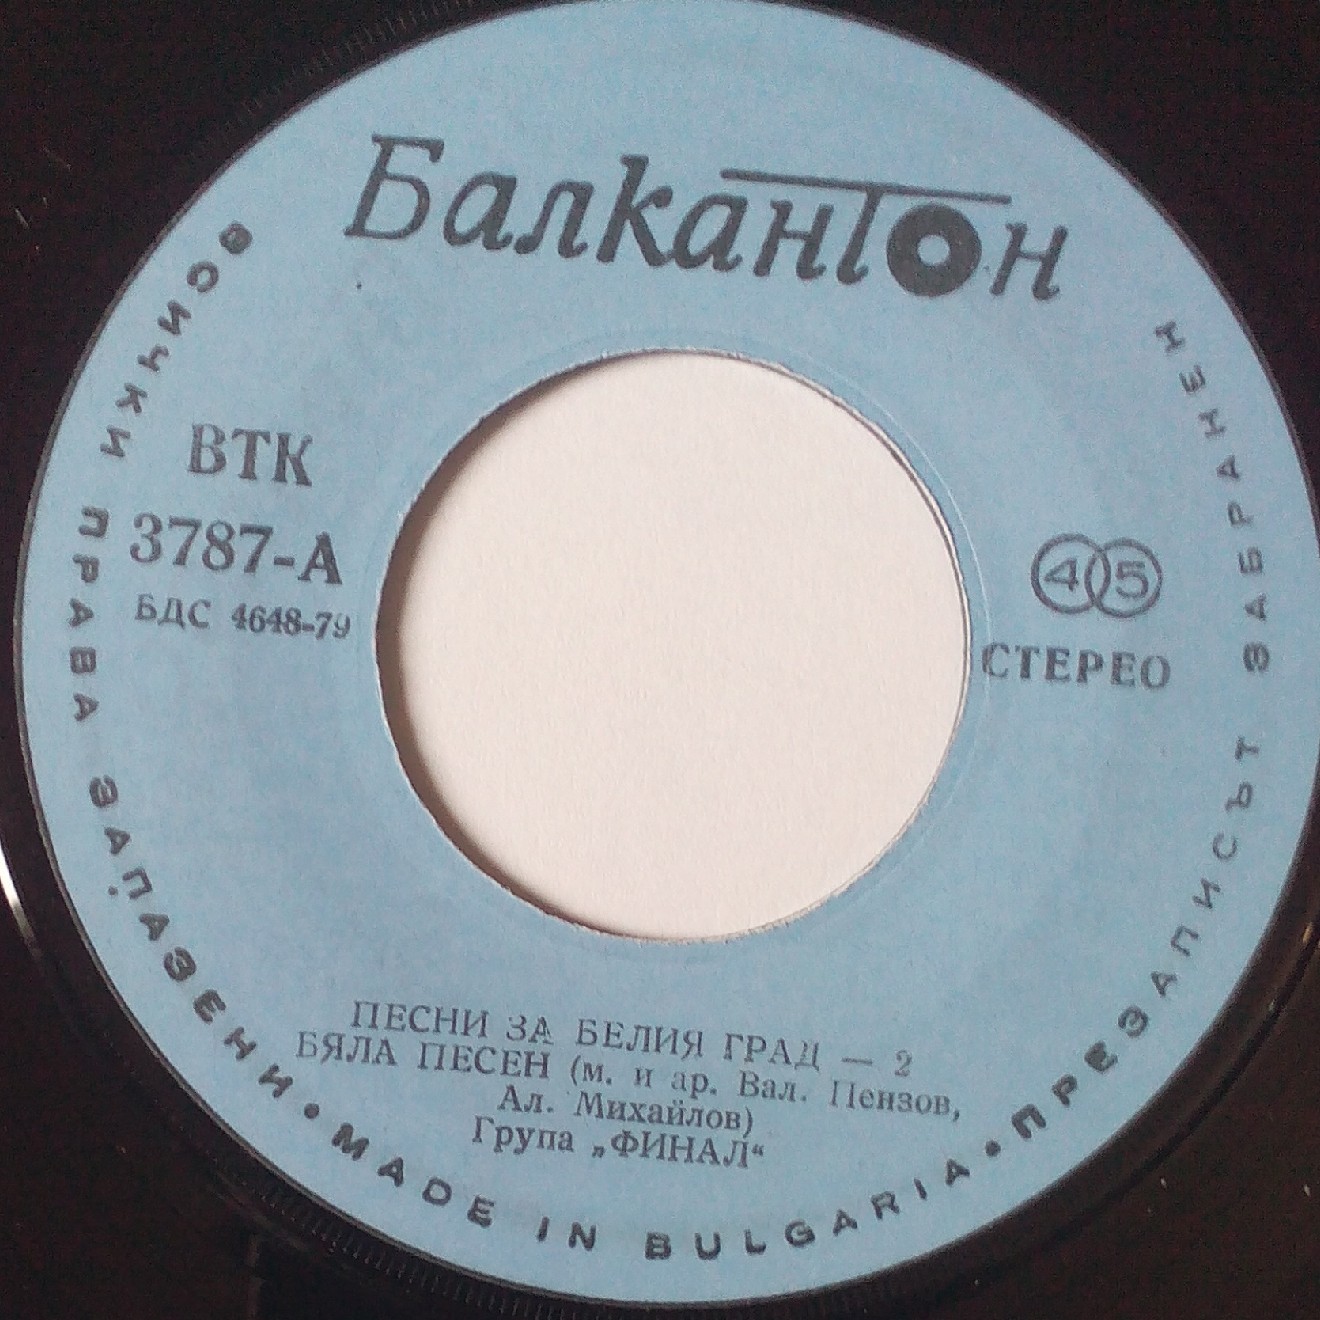 Балкантон
ВТК
3787-А
БДС 4648-79
45
СТЕРЕО
ПЕСНИ ЗА БЕЛИЯ ГРАД — 2
БЯЛА ПЕСЕН (м. и ар. Вал. Пензов,
Ал. Михайлов)
Група „ФИНАЛ“
ВСИЧКИ ПРАВА ЗАПАЗЕНИ • MADE IN BULGARIA • ПРЕЗАПИСЪТ ЗАБРАНЕН